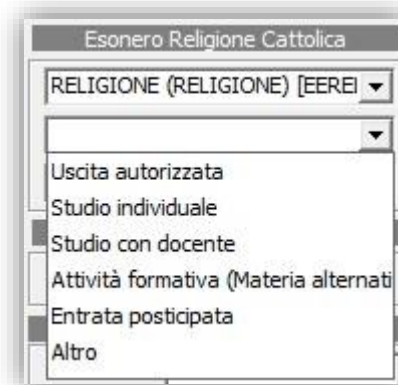 Esonero Religione Cattolica
RELIGIONE (RELIGIONE) [EEREI
Uscita autorizzata
Studio individuale
Studio con docente
Attività formativa (Materia alternati
Entrata posticipata
Altro